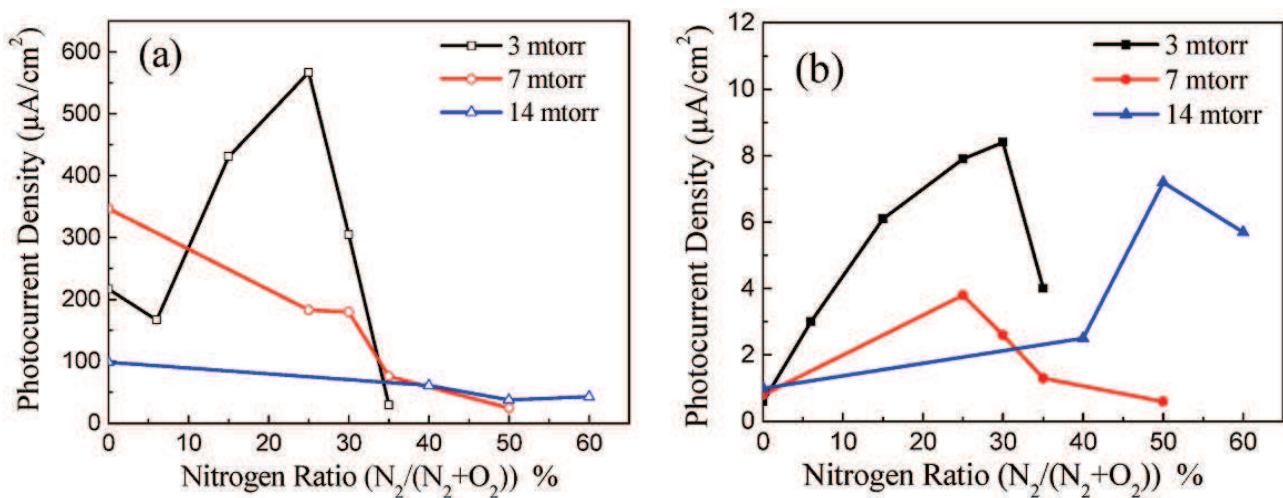 (a)
3 mtorr
7 mtorr
14 mtorr
Photocurrent Density (μA/cm²)
600
500
400
300
200
100
0
0 10 20 30 40 50 60
Nitrogen Ratio (N₂/(N₂+O₂)) %
(b)
3 mtorr
7 mtorr
14 mtorr
Photocurrent Density (μA/cm²)
12
10
8
6
4
2
0
0 10 20 30 40 50 60
Nitrogen Ratio (N₂/(N₂+O₂)) %